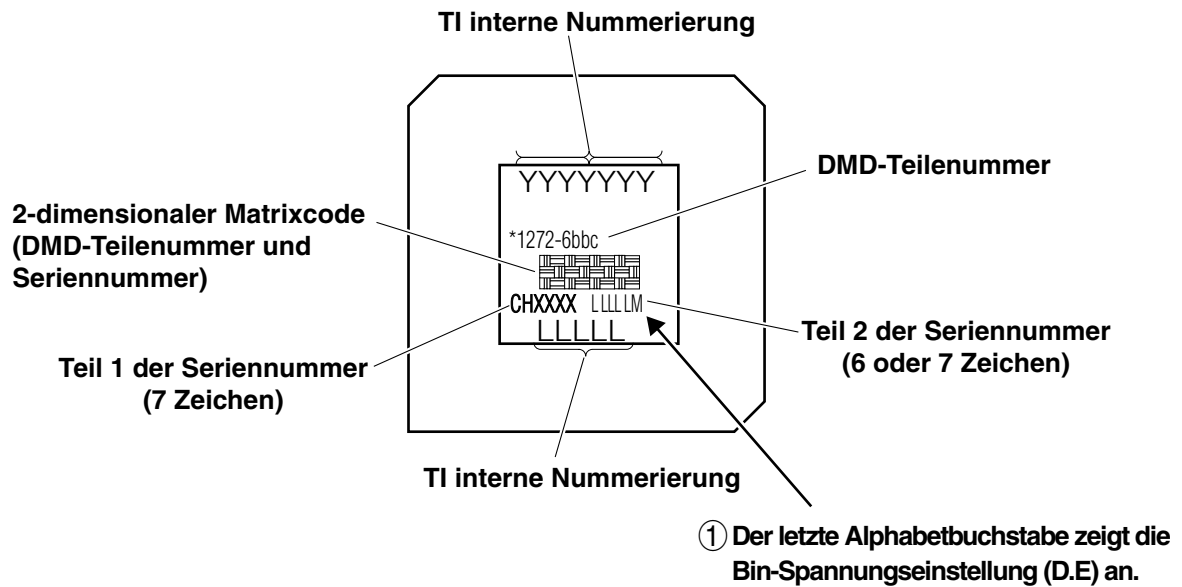 TI interne Nummerierung
YYYYYYY
DMD-Teilenummer
2-dimensionaler Matrixcode
(DMD-Teilenummer und
Seriennummer)
*1272-6bbc
CHXXXX LLLLLM
LLLLL
Teil 1 der Seriennummer
(7 Zeichen)
Teil 2 der Seriennummer
(6 oder 7 Zeichen)
TI interne Nummerierung
① Der letzte Alphabetbuchstabe zeigt die
Bin-Spannungseinstellung (D.E) an.